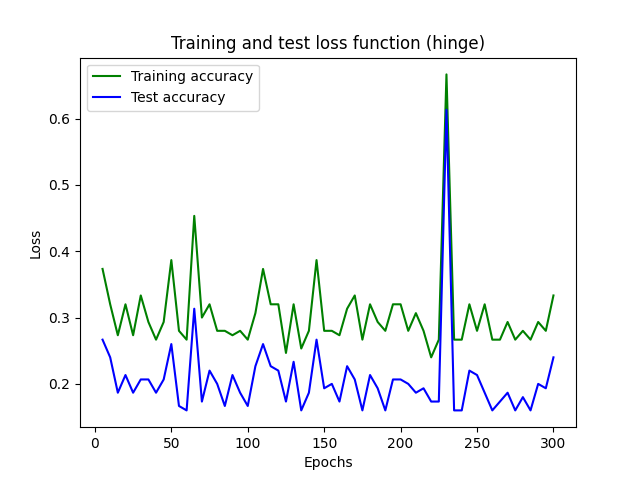 Training and test loss function (hinge)
Training accuracy
Test accuracy
0.6
0.5
0.4
0.3
0.2
Loss
0
50
100
150
200
250
300
Epochs